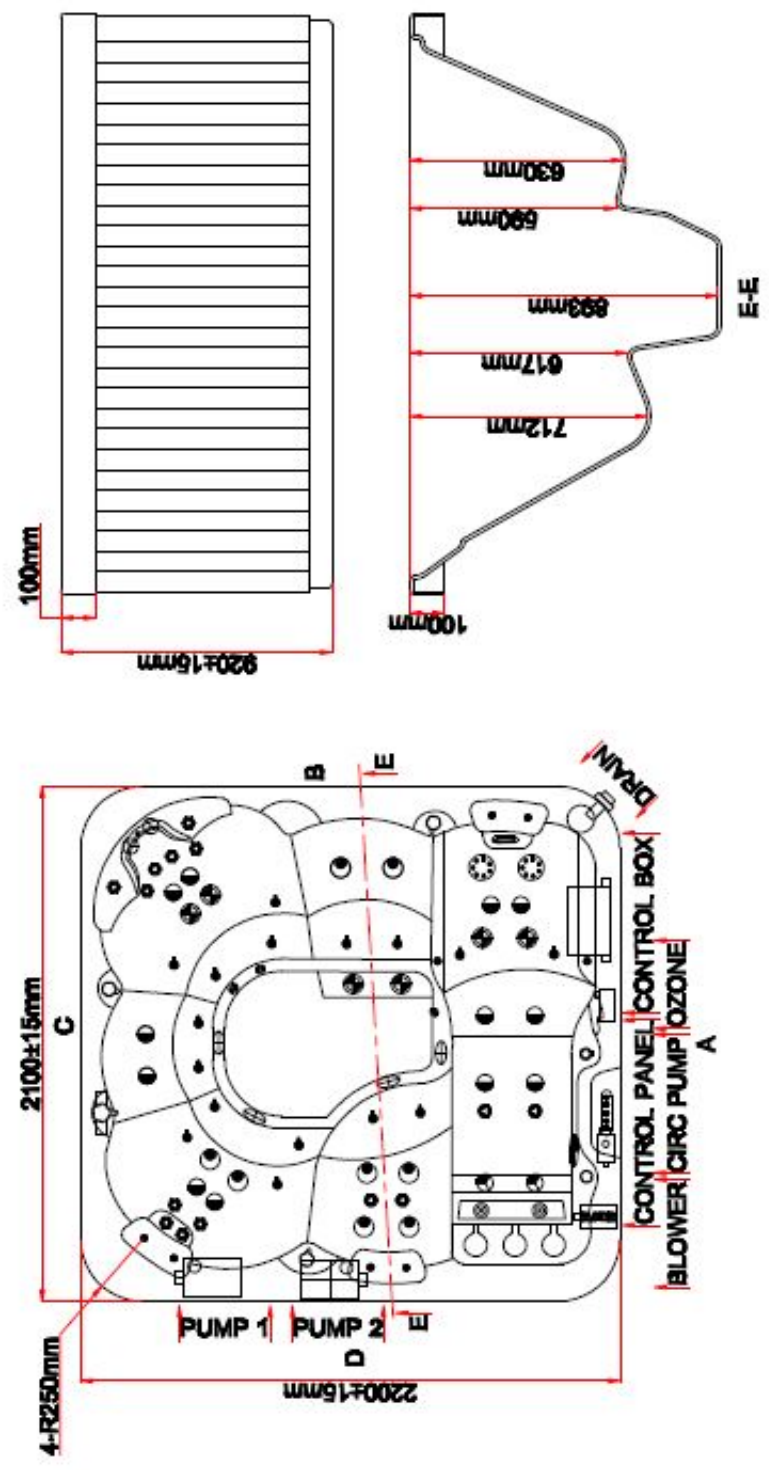 100mm
920±15mm
630mm
590mm
893mm
617mm
712mm
100mm
E-E
2100±15mm
C
B
E
DRAIN
CONTROL BOX
OZONE
CONTROL PANEL
CIRC PUMP
A
BLOWER
PUMP 1
PUMP 2
E
D
2200±15mm
4-R250mm